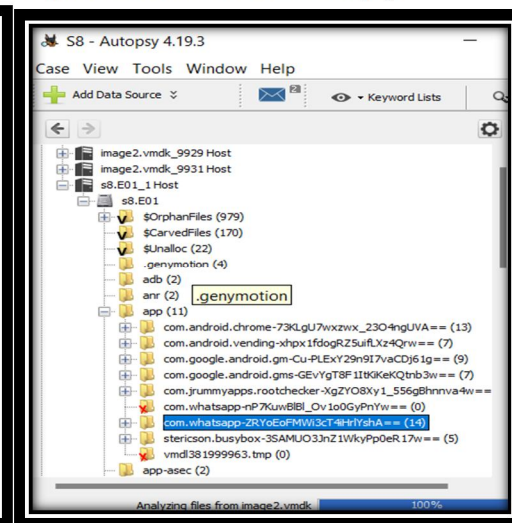 S8 - Autopsy 4.19.3
Case View Tools Window Help
Add Data Source
2
Keyword Lists
image2.vmdk_9929 Host
image2.vmdk_9931 Host
s8.E01_1 Host
s8.E01
$OrphanFiles (979)
$CarvedFiles (170)
$Unalloc (22)
.genymotion (4)
adb (2)
anr (2)
.genymotion
app (11)
com.android.chrome-73KLgU7wxzwx_23O4ngUVA== (13)
com.android.vending-xhpx1fdogRZ5uifLXz4Qrw== (7)
com.google.android.gm-Cu-PLExY29n9I7vaCDj61g== (9)
com.google.android.gms-GEvYgT8F1ItKiKeKQtnb3w== (7)
com.jrummyapps.rootchecker-XgZYO8Xy1_556gBhnnva4w==
com.whatsapp-nP7KuwBlBl_Ov1o0GyPnYw== (0)
com.whatsapp-ZRYoEoFMWi3cT4iHrlYshA== (14)
stericson.busybox-3SAMUO3JnZ1WkyPp0eR17w== (5)
vmdl381999963.tmp (0)
app-asec (2)
Analyzing files from image2.vmdk 100%